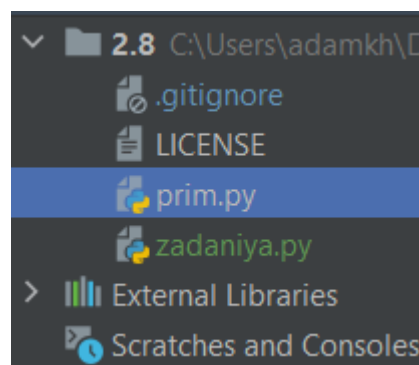 2.8 C:\Users\adamkh\D
.gitignore
LICENSE
prim.py
zadaniya.py
External Libraries
Scratches and Consoles